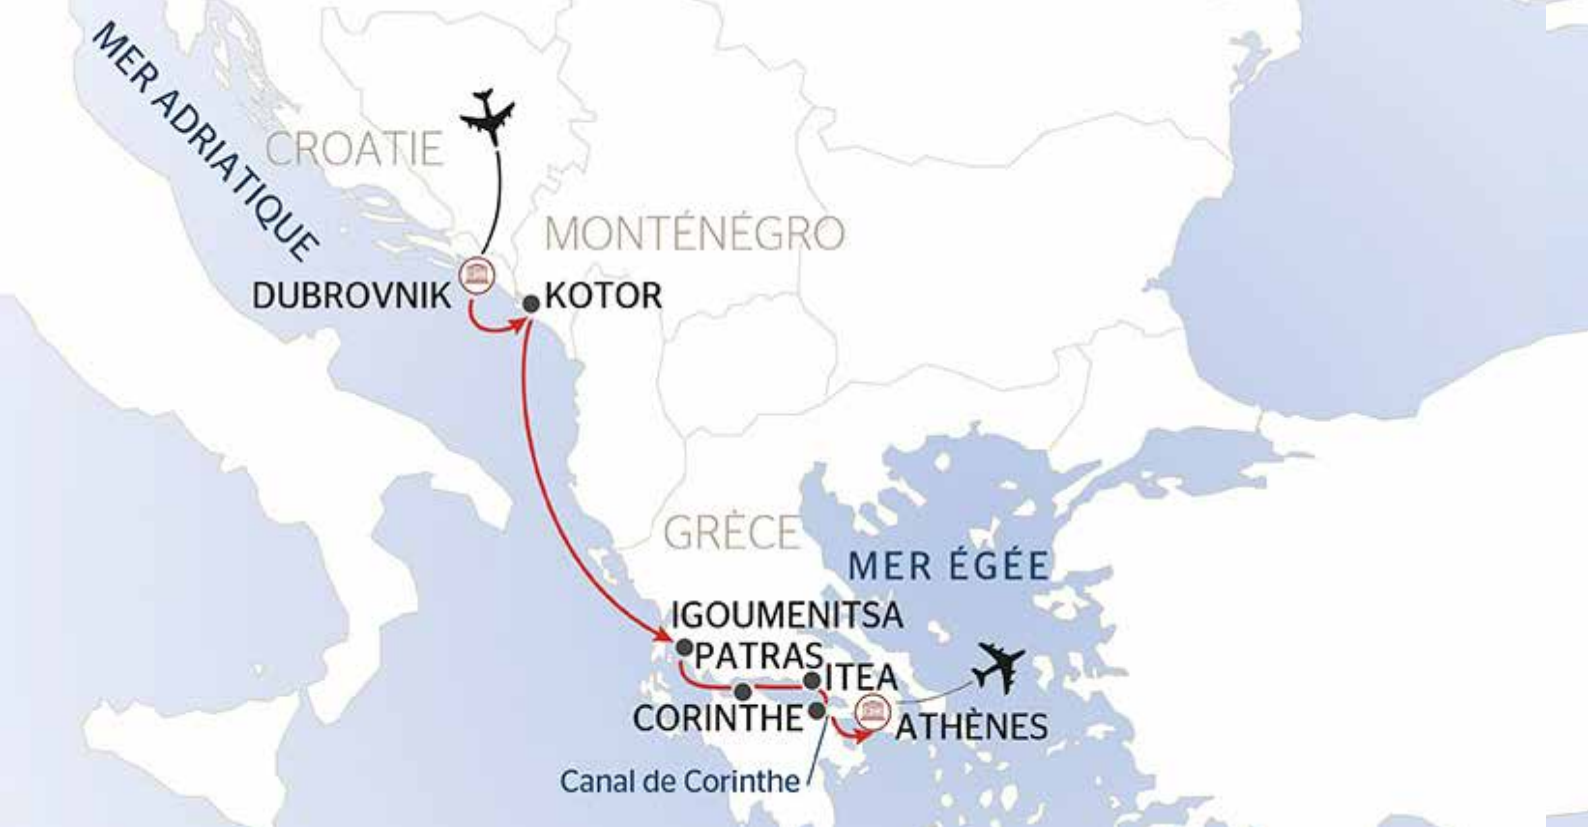 MER ADRIATIQUE
CROATIE
MONTÉNÉGRO
DUBROVNIK
KOTOR
GRÈCE
MER ÉGÉE
IGOUMENITSA
PATRAS
ITEA
CORINTHE
ATHÈNES
Canal de Corinthe